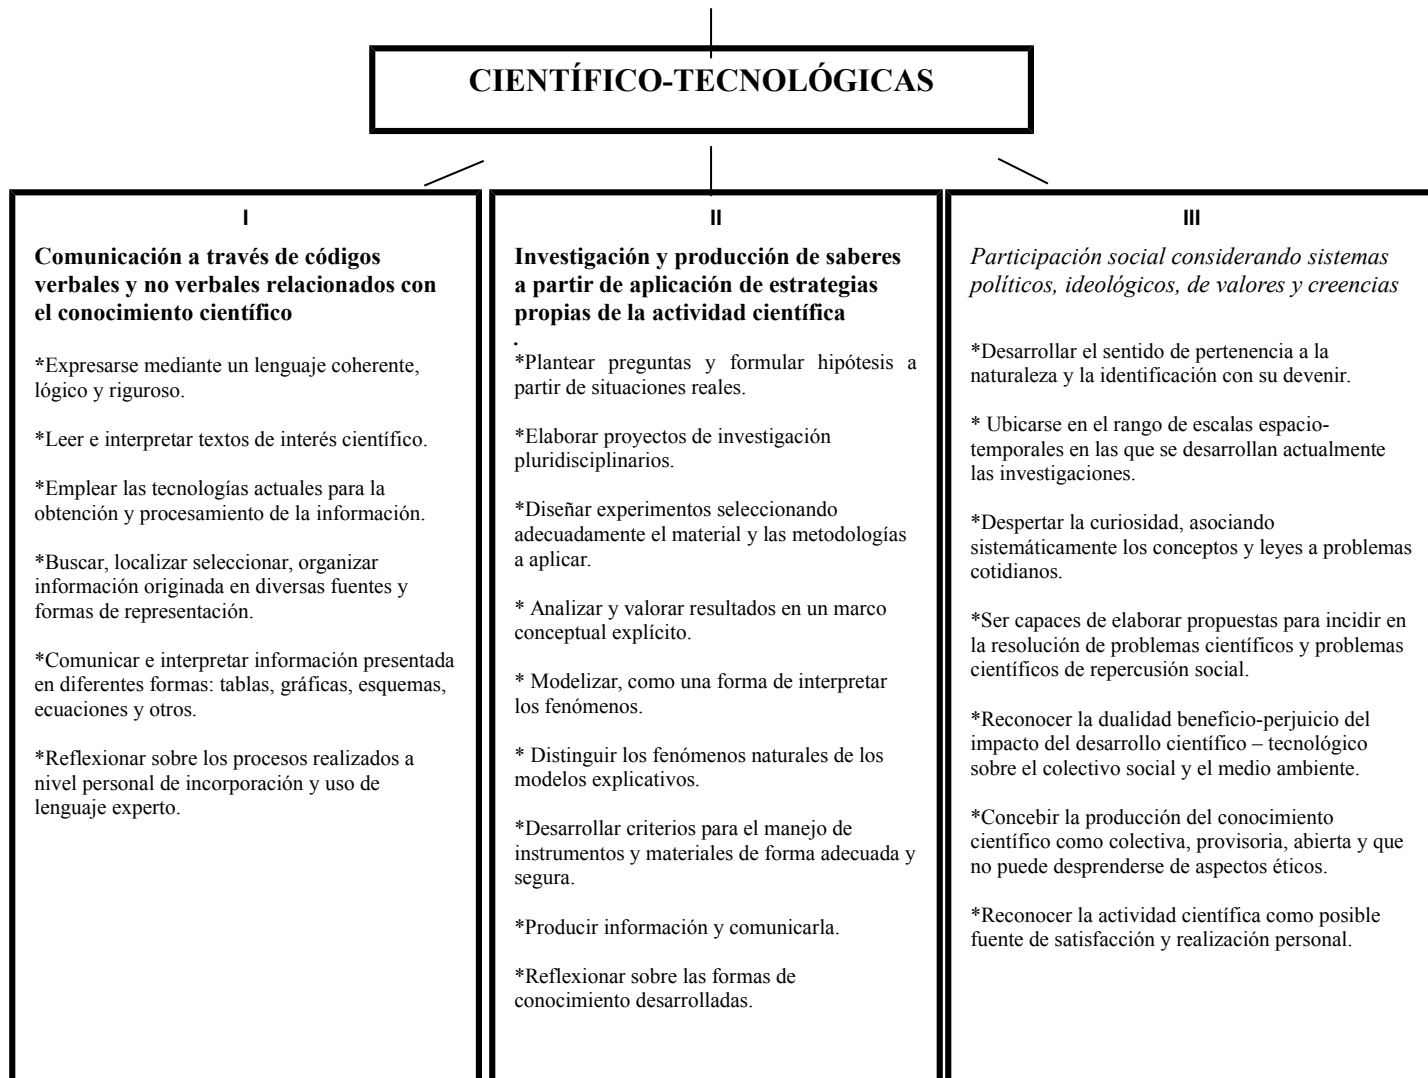 CIENTÍFICO-TECNOLÓGICAS
I
Comunicación a través de códigos
verbales y no verbales relacionados con
el conocimiento científico
*Expresarse mediante un lenguaje coherente,
lógico y riguroso.
*Leer e interpretar textos de interés científico.
*Emplear las tecnologías actuales para la
obtención y procesamiento de la información.
*Buscar, localizar seleccionar, organizar
información originada en diversas fuentes y
formas de representación.
*Comunicar e interpretar información presentada
en diferentes formas: tablas, gráficas, esquemas,
ecuaciones y otros.
*Reflexionar sobre los procesos realizados a
nivel personal de incorporación y uso de
lenguaje experto.
II
Investigación y producción de saberes
a partir de aplicación de estrategias
propias de la actividad científica
.
*Plantear preguntas y formular hipótesis a
partir de situaciones reales.
*Elaborar proyectos de investigación
pluridisciplinarios.
*Diseñar experimentos seleccionando
adecuadamente el material y las metodologías
a aplicar.
* Analizar y valorar resultados en un marco
conceptual explícito.
* Modelizar, como una forma de interpretar
los fenómenos.
* Distinguir los fenómenos naturales de los
modelos explicativos.
*Desarrollar criterios para el manejo de
instrumentos y materiales de forma adecuada y
segura.
*Producir información y comunicarla.
*Reflexionar sobre las formas de
conocimiento desarrolladas.
III
Participación social considerando sistemas
políticos, ideológicos, de valores y creencias
*Desarrollar el sentido de pertenencia a la
naturaleza y la identificación con su devenir.
* Ubicarse en el rango de escalas espacio-
temporales en las que se desarrollan actualmente
las investigaciones.
*Despertar la curiosidad, asociando
sistemáticamente los conceptos y leyes a problemas
cotidianos.
*Ser capaces de elaborar propuestas para incidir en
la resolución de problemas científicos y problemas
científicos de repercusión social.
*Reconocer la dualidad beneficio-perjuicio del
impacto del desarrollo científico – tecnológico
sobre el colectivo social y el medio ambiente.
*Concebir la producción del conocimiento
científico como colectiva, provisoria, abierta y que
no puede desprenderse de aspectos éticos.
*Reconocer la actividad científica como posible
fuente de satisfacción y realización personal.